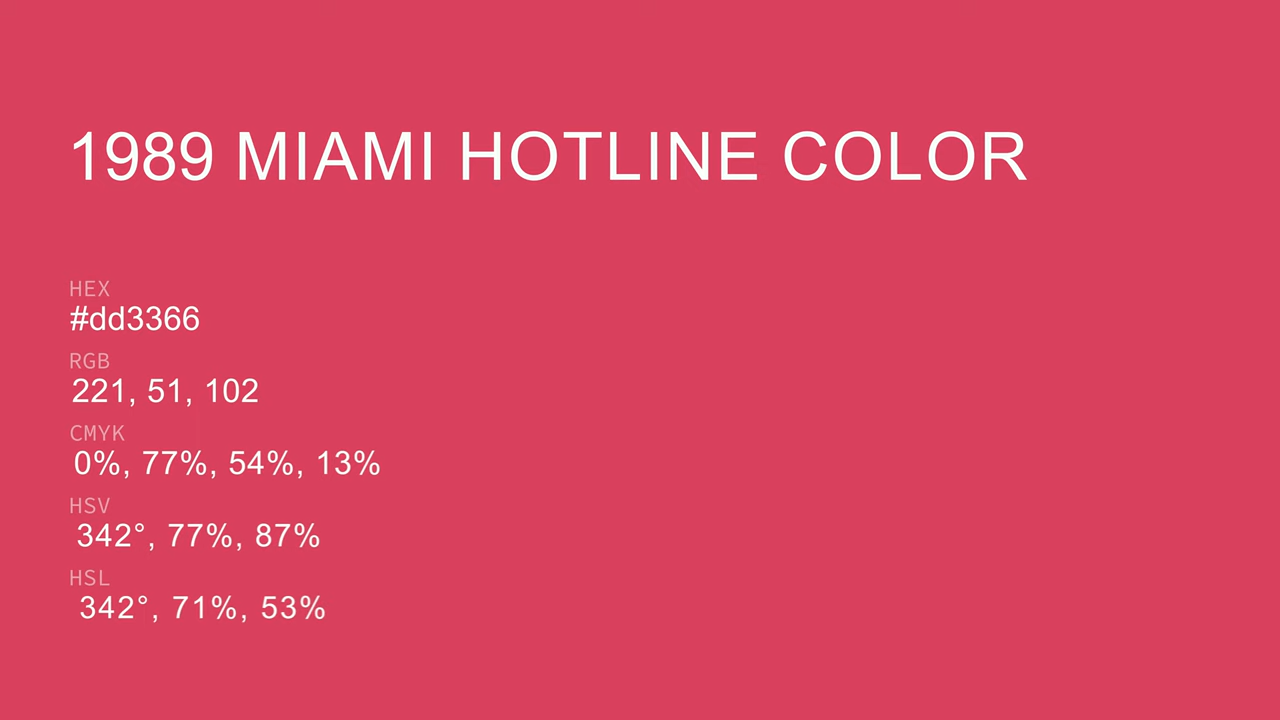 1989 MIAMI HOTLINE COLOR
HEX
#dd3366
RGB
221, 51, 102
CMYK
0%, 77%, 54%, 13%
HSV
342°, 77%, 87%
HSL
342°, 71%, 53%